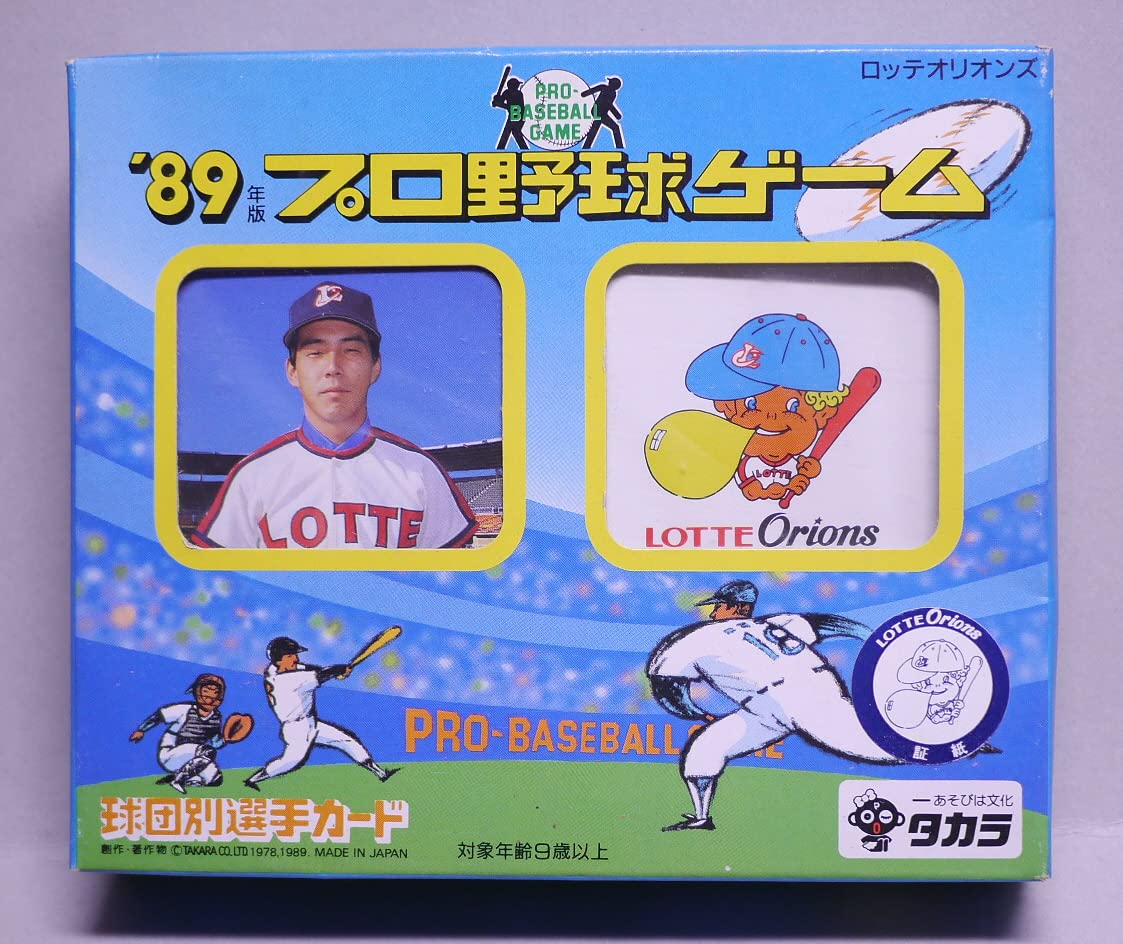 ロッテオリオンズ
PRO-
BASEBALL
GAME
'89年版プロ野球ゲーム
LOTTE
LOTTE
LOTTE Orions
LOTTE Orions
証紙
PRO-BASEBALL
球団別選手カード
創作・著作物 ©TAKARA CO.,LTD.1978,1989. MADE IN JAPAN
対象年齢9歳以上
一あそびは文化
タカラ